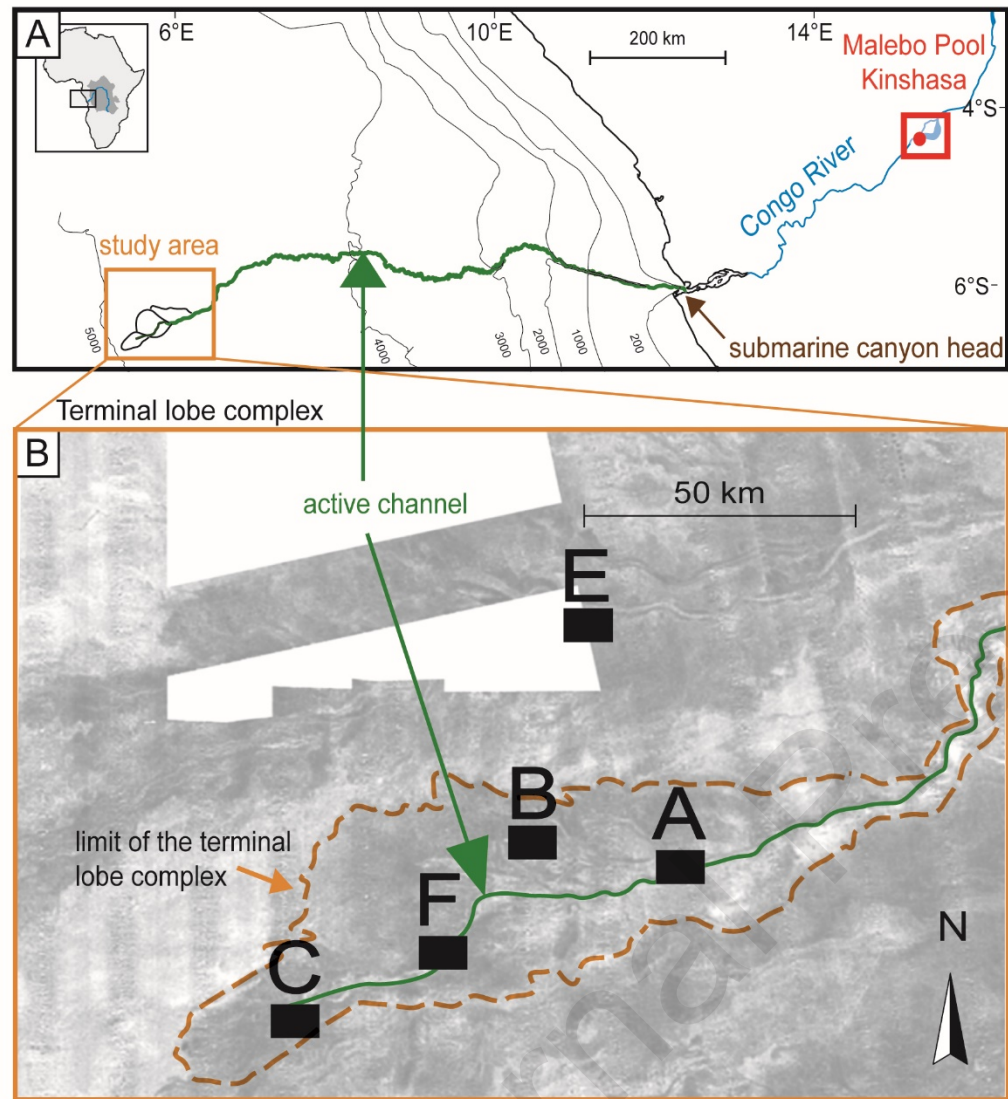 A
6°E
10°E
14°E
200 km
Malebo Pool
Kinshasa
4°S
Congo River
study area
6°S
5000
4000
3000
2000
1000
200
submarine canyon head
Terminal lobe complex
B
active channel
50 km
E
B
A
limit of the terminal
lobe complex
F
C
N